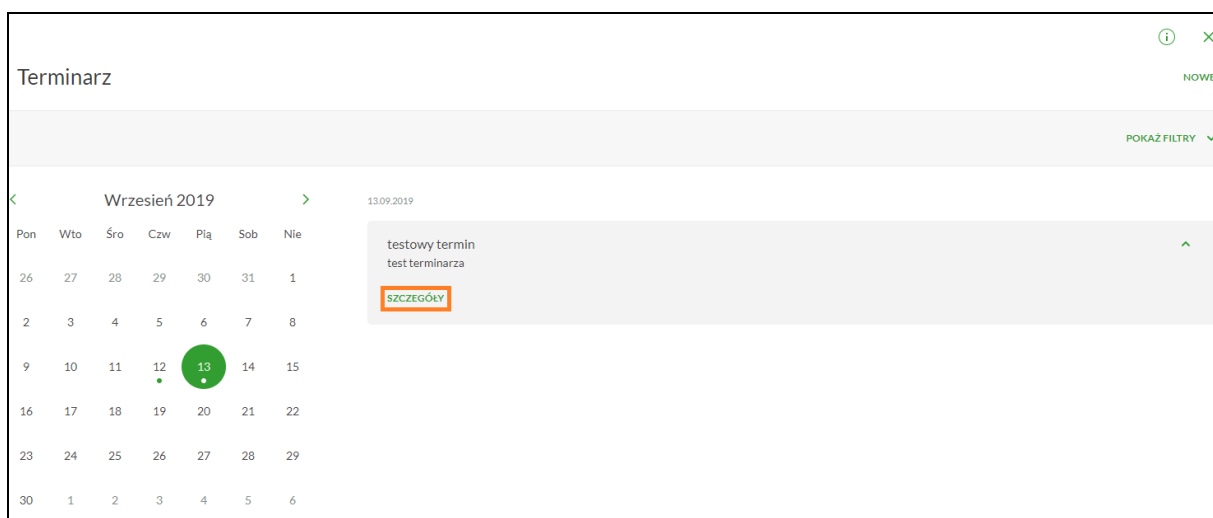 Terminarz
NOWE
POKAŻ FILTRY
Wrzesień 2019
Pon Wto Śro Czw Pią Sob Nie
26 27 28 29 30 31 1
2 3 4 5 6 7 8
9 10 11 12 13 14 15
16 17 18 19 20 21 22
23 24 25 26 27 28 29
30 1 2 3 4 5 6
13.09.2019
testowy termin
test terminarza
SZCZEGÓŁY